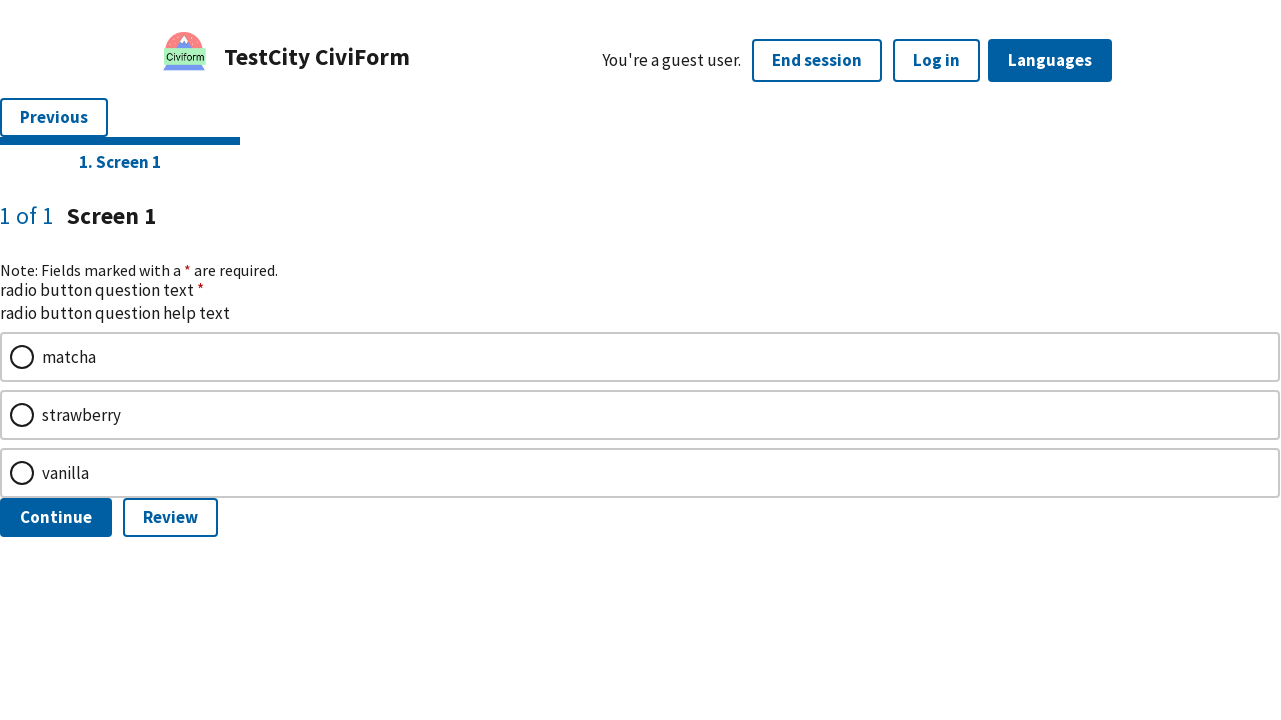 Civiform
TestCity CiviForm
You're a guest user.
End session
Log in
Languages
Previous
1. Screen 1
1 of 1 Screen 1
Note: Fields marked with a * are required.
radio button question text *
radio button question help text
matcha
strawberry
vanilla
Continue
Review